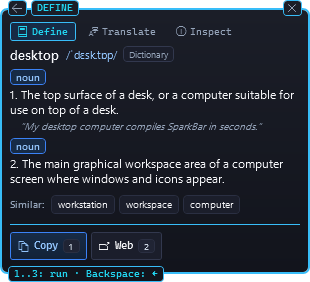 DEFINE
Define Translate Inspect
desktop /ˈdɛsk.tɒp/ Dictionary
noun
1. The top surface of a desk, or a computer suitable for
use on top of a desk.
"My desktop computer compiles SparkBar in seconds."
noun
2. The main graphical workspace area of a computer
screen where windows and icons appear.
Similar: workstation workspace computer
Copy 1 Web 2
1..3: run · Backspace: ←